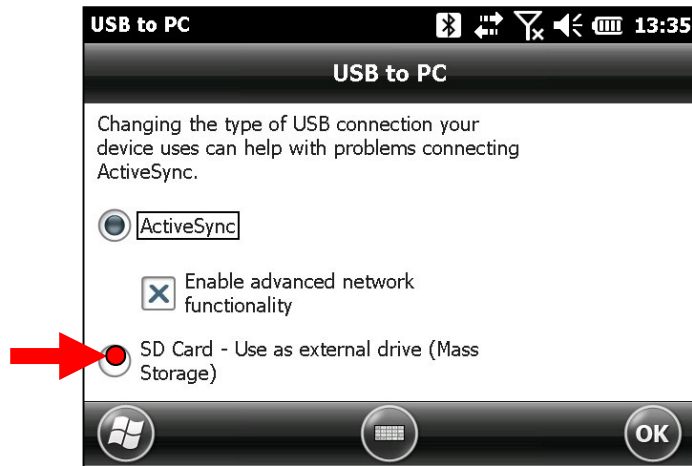 USB to PC 13:35
USB to PC
Changing the type of USB connection your
device uses can help with problems connecting
ActiveSync.
ActiveSync
Enable advanced network
functionality
SD Card - Use as external drive (Mass
Storage)
OK